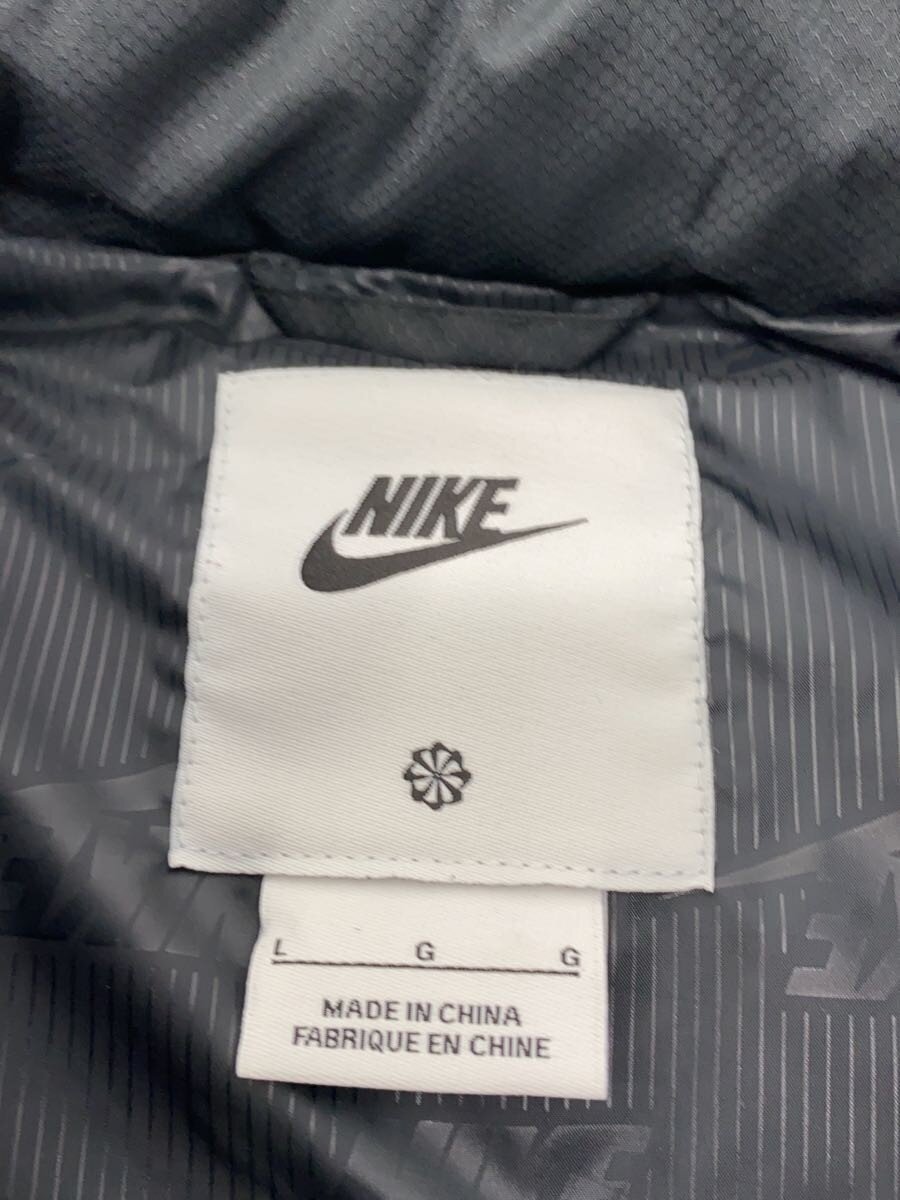 NIKE
L G G
MADE IN CHINA
FABRIQUE EN CHINE